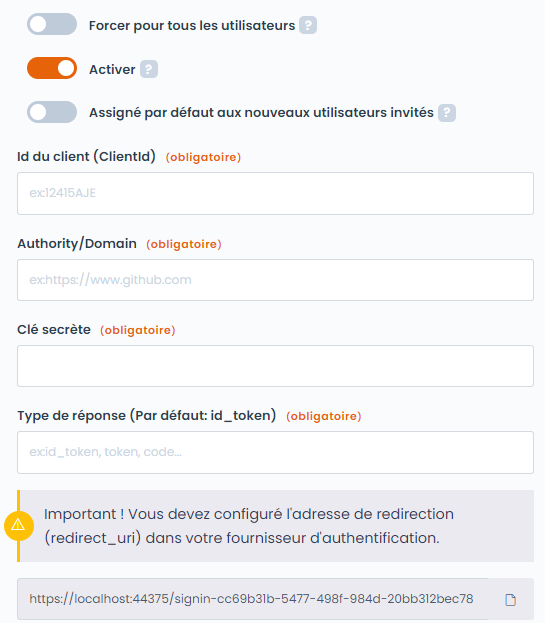 Forcer pour tous les utilisateurs ?
Activer ?
Assigné par défaut aux nouveaux utilisateurs invités ?
Id du client (ClientId) (obligatoire)
ex:12415AJE
Authority/Domain (obligatoire)
ex:https://www.github.com
Clé secrète (obligatoire)
Type de réponse (Par défaut: id_token) (obligatoire)
ex:id_token, token, code...
Important ! Vous devez configuré l'adresse de redirection
(redirect_uri) dans votre fournisseur d'authentification.
https://localhost:44375/signin-cc69b31b-5477-498f-984d-20bb312bec78